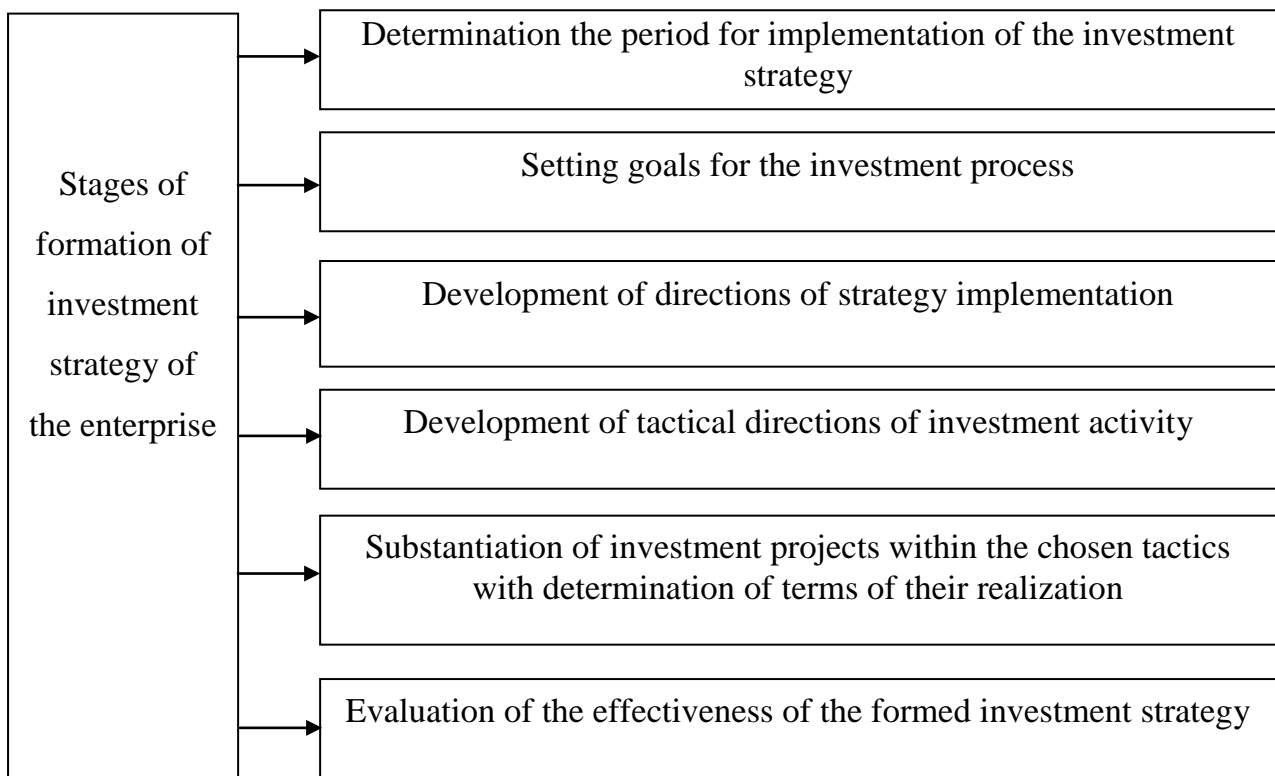 Stages of
formation of
investment
strategy of
the enterprise
Determination the period for implementation of the investment
strategy
Setting goals for the investment process
Development of directions of strategy implementation
Development of tactical directions of investment activity
Substantiation of investment projects within the chosen tactics
with determination of terms of their realization
Evaluation of the effectiveness of the formed investment strategy